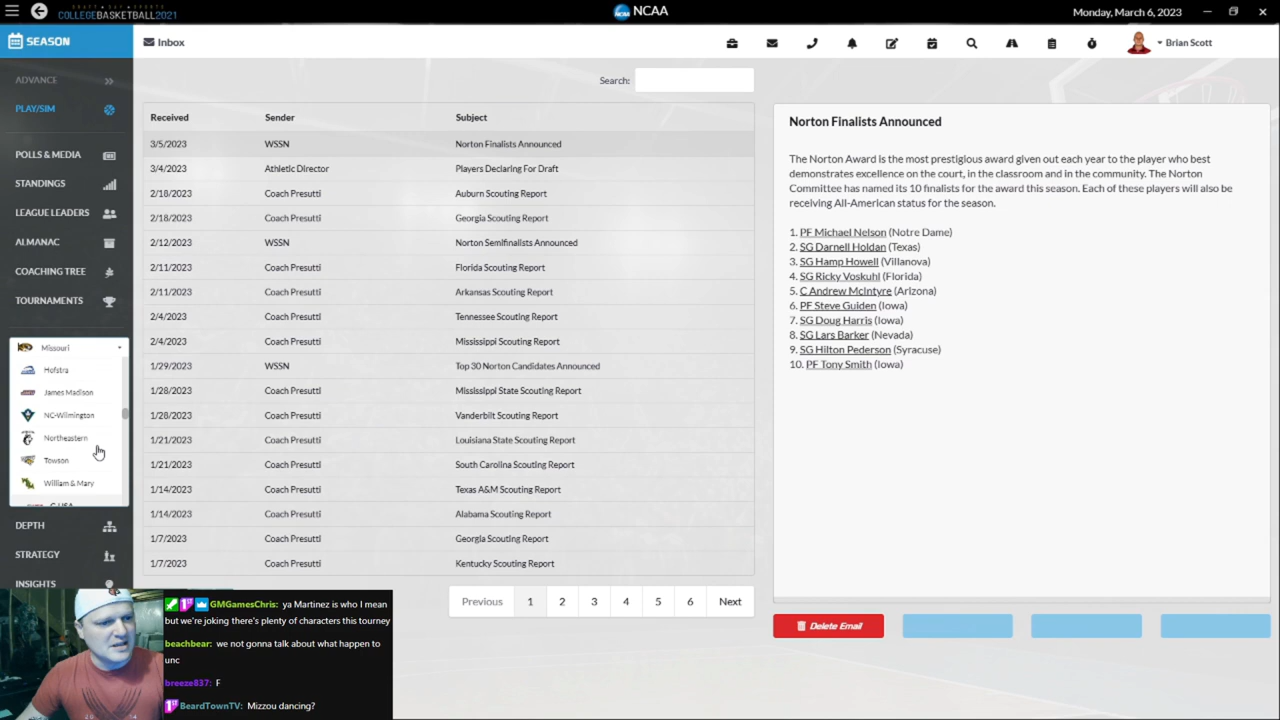 DRAFT DAY SPORTS
COLLEGEBASKETBALL2021
NCAA
Monday, March 6, 2023
SEASON
Inbox
Brian Scott
ADVANCE
PLAY/SIM
POLLS & MEDIA
STANDINGS
LEAGUE LEADERS
ALMANAC
COACHING TREE
TOURNAMENTS
Missouri
Hofstra
James Madison
NC-Wilmington
Northeastern
Towson
William & Mary
C-USA
DEPTH
STRATEGY
INSIGHTS
Search:
Received Sender Subject
3/5/2023 WSSN Norton Finalists Announced
3/4/2023 Athletic Director Players Declaring For Draft
2/18/2023 Coach Presutti Auburn Scouting Report
2/18/2023 Coach Presutti Georgia Scouting Report
2/12/2023 WSSN Norton Semifinalists Announced
2/11/2023 Coach Presutti Florida Scouting Report
2/11/2023 Coach Presutti Arkansas Scouting Report
2/4/2023 Coach Presutti Tennessee Scouting Report
2/4/2023 Coach Presutti Mississippi Scouting Report
1/29/2023 WSSN Top 30 Norton Candidates Announced
1/28/2023 Coach Presutti Mississippi State Scouting Report
1/28/2023 Coach Presutti Vanderbilt Scouting Report
1/21/2023 Coach Presutti Louisiana State Scouting Report
1/21/2023 Coach Presutti South Carolina Scouting Report
1/14/2023 Coach Presutti Texas A&M Scouting Report
1/14/2023 Coach Presutti Alabama Scouting Report
1/7/2023 Coach Presutti Georgia Scouting Report
1/7/2023 Coach Presutti Kentucky Scouting Report
Previous 1 2 3 4 5 6 Next
Norton Finalists Announced
The Norton Award is the most prestigious award given out each year to the player who best
demonstrates excellence on the court, in the classroom and in the community. The Norton
Committee has named its 10 finalists for the award this season. Each of these players will also be
receiving All-American status for the season.
1. PF Michael Nelson (Notre Dame)
2. SG Darnell Holdan (Texas)
3. SG Hamp Howell (Villanova)
4. SG Ricky Voskuhl (Florida)
5. C Andrew McIntyre (Arizona)
6. PF Steve Guiden (Iowa)
7. SG Doug Harris (Iowa)
8. SG Lars Barker (Nevada)
9. SG Hilton Pederson (Syracuse)
10. PF Tony Smith (Iowa)
Delete Email
GMGamesChris: ya Martinez is who I mean
but we're joking there's plenty of characters this tourney
beachbear: we not gonna talk about what happen to
unc
breeze837: F
BeardTownTV: Mizzou dancing?